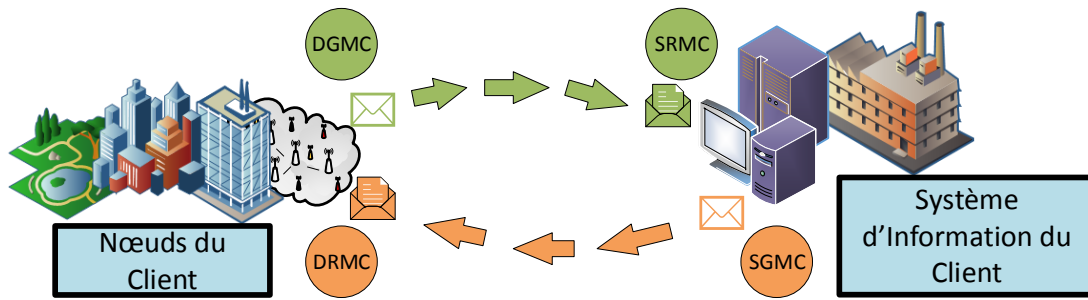 DGMC
SRMC
Nœuds du
Client
DRMC
SGMC
Système
d’Information du
Client